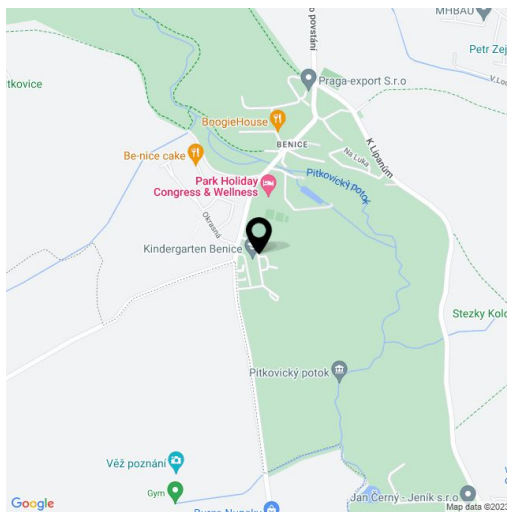 o povstání
MHBAU
Petr Zej
V Lod
itkovice
Praga-export S.r.o
BoogieHouse
BENICE
K Lipanům
Na Luka
Be-nice cake
Pitkovický potok
Park Holiday
Congress & Wellness
Okrasná
Kindergarten Benice
Stezky Kolo
Pitkovický potok
Věž poznání
Gym
Jan Černý - Jeník s.r.o
Google
Map data ©2023